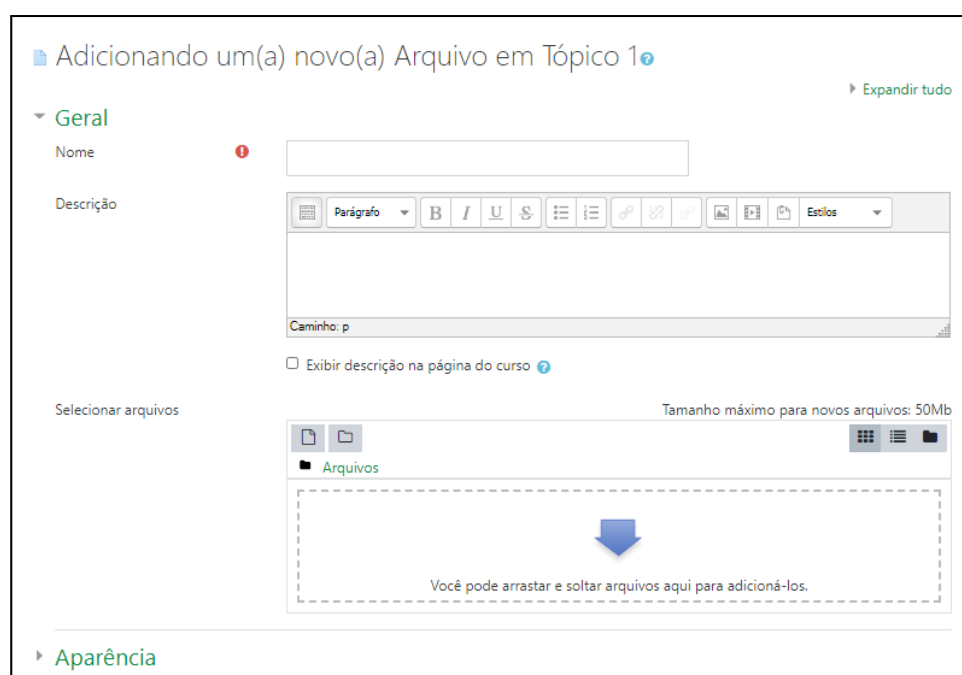 Adicionando um(a) novo(a) Arquivo em Tópico 1
Expandir tudo
Geral
Nome
Descrição
Parágrafo B I U S Estilos
Caminho: p
Exibir descrição na página do curso
Selecionar arquivos
Tamanho máximo para novos arquivos: 50Mb
Arquivos
Você pode arrastar e soltar arquivos aqui para adicioná-los.
Aparência